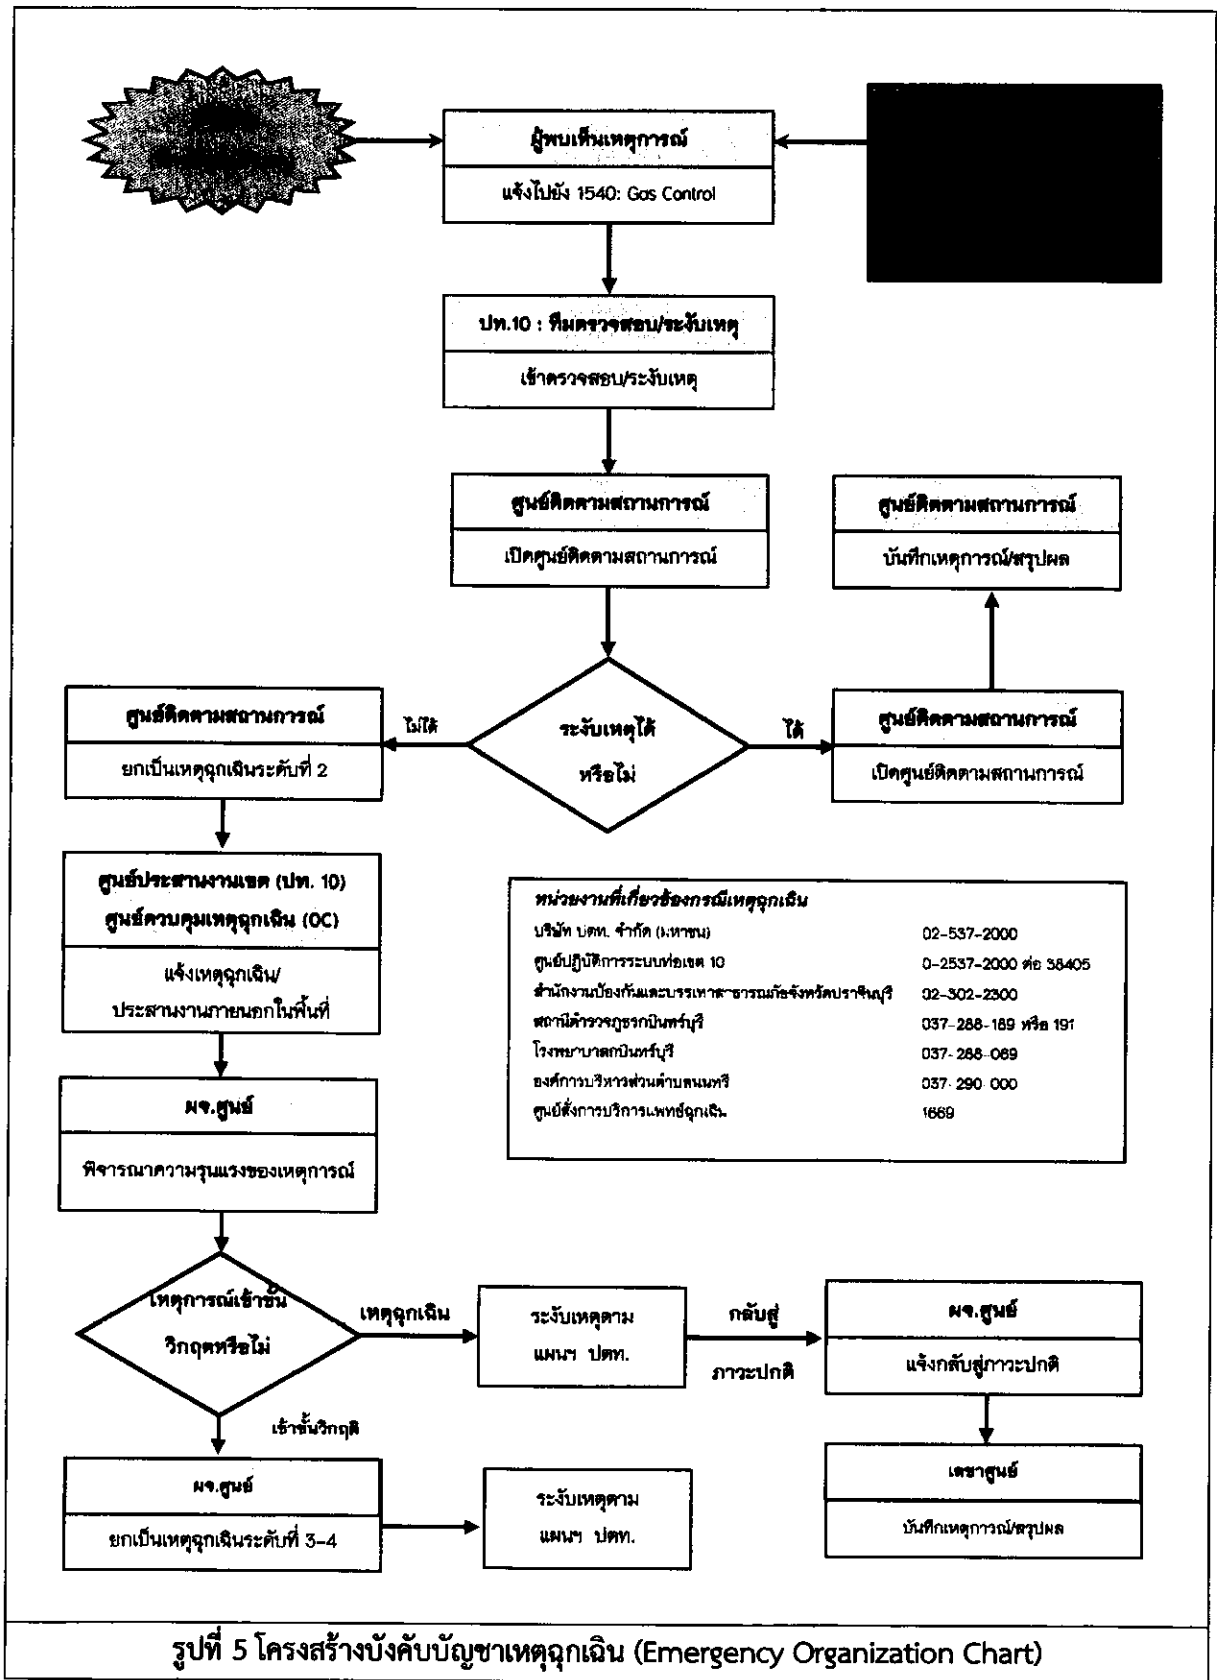 ผู้พบเห็นเหตุการณ์
แจ้งไปยัง 1540: Gas Control
ปท.10 : ทีมตรวจสอบ/ระงับเหตุ
เข้าตรวจสอบ/ระงับเหตุ
ศูนย์ติดตามสถานการณ์
เปิดศูนย์ติดตามสถานการณ์
ศูนย์ติดตามสถานการณ์
บันทึกเหตุการณ์/สรุปผล
ศูนย์ติดตามสถานการณ์
ยกเป็นเหตุฉุกเฉินระดับที่ 2
ไม่ได้
ระงับเหตุได้
หรือไม่
ได้
ศูนย์ติดตามสถานการณ์
เปิดศูนย์ติดตามสถานการณ์
ศูนย์ประสานงานเขต (ปท. 10)
ศูนย์ควบคุมเหตุฉุกเฉิน (OC)
แจ้งเหตุฉุกเฉิน/
ประสานงานภายนอกในพื้นที่
หน่วยงานที่เกี่ยวข้องกรณีเหตุฉุกเฉิน
บริษัท ปตท. จำกัด (มหาชน) 02-537-2000
ศูนย์ปฏิบัติการระบบท่อเขต 10 0-2537-2000 ต่อ 38405
สำนักงานป้องกันและบรรเทาสาธารณภัยจังหวัดปราจีนบุรี 02-302-2300
สถานีตำรวจภูธรกบินทร์บุรี 037-288-189 หรือ 191
โรงพยาบาลกบินทร์บุรี 037-288-069
องค์การบริหารส่วนตำบลนนทรี 037-290-000
ศูนย์สั่งการบริการแพทย์ฉุกเฉิน 1669
ผจ.ศูนย์
พิจารณาความรุนแรงของเหตุการณ์
เหตุการณ์เข้าขั้น
วิกฤตหรือไม่
เหตุฉุกเฉิน
ระงับเหตุตาม
แผนฯ ปตท.
กลับสู่
ภาวะปกติ
ผจ.ศูนย์
แจ้งกลับสู่ภาวะปกติ
เข้าขั้นวิกฤติ
ผจ.ศูนย์
ยกเป็นเหตุฉุกเฉินระดับที่ 3-4
ระงับเหตุตาม
แผนฯ ปตท.
เลขาศูนย์
บันทึกเหตุการณ์/สรุปผล
รูปที่ 5 โครงสร้างบังคับบัญชาเหตุฉุกเฉิน (Emergency Organization Chart)